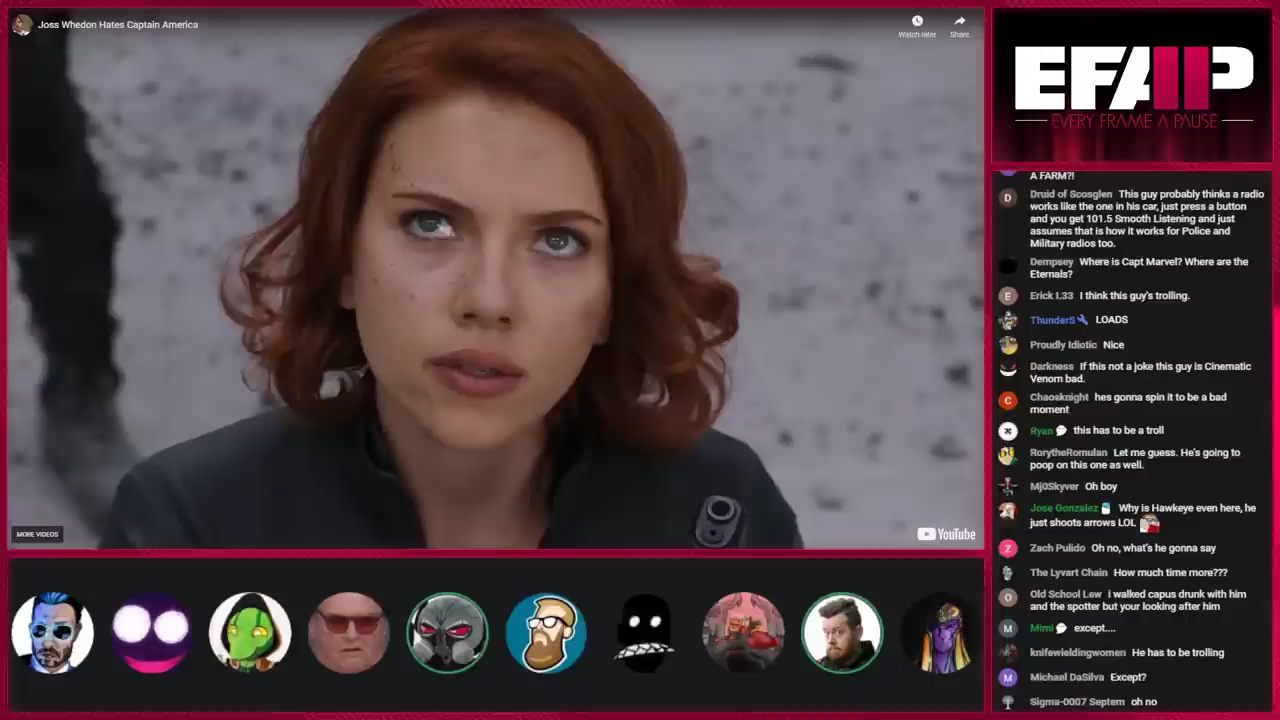 Joss Whedon Hates Captain America
Watch later
Share
MORE VIDEOS
YouTube
EFAP
EVERY FRAME A PAUSE
A FARM?!
D
Druid of Scosglen This guy probably thinks a radio
works like the one in his car, just press a button
and you get 101.5 Smooth Listening and just
assumes that is how it works for Police and
Military radios too.
Dempsey Where is Capt Marvel? Where are the
Eternals?
E
Erick L33 I think this guy's trolling.
ThunderS LOADS
Proudly Idiotic Nice
Darkness If this not a joke this guy is Cinematic
Venom bad.
C
Chaosknight hes gonna spin it to be a bad
moment
Ryan this has to be a troll
RorytheRomulan Let me guess. He's going to
poop on this one as well.
Mj0Skyver Oh boy
Jose Gonzalez Why is Hawkeye even here, he
just shoots arrows LOL
Z
Zach Pulido Oh no, what's he gonna say
The Lyvart Chain How much time more???
O
Old School Lew i walked capus drunk with him
and the spotter but your looking after him
M
Mimi except....
knifewieldingwomen He has to be trolling
M
Michael DaSilva Except?
Sigma-0007 Septem oh no